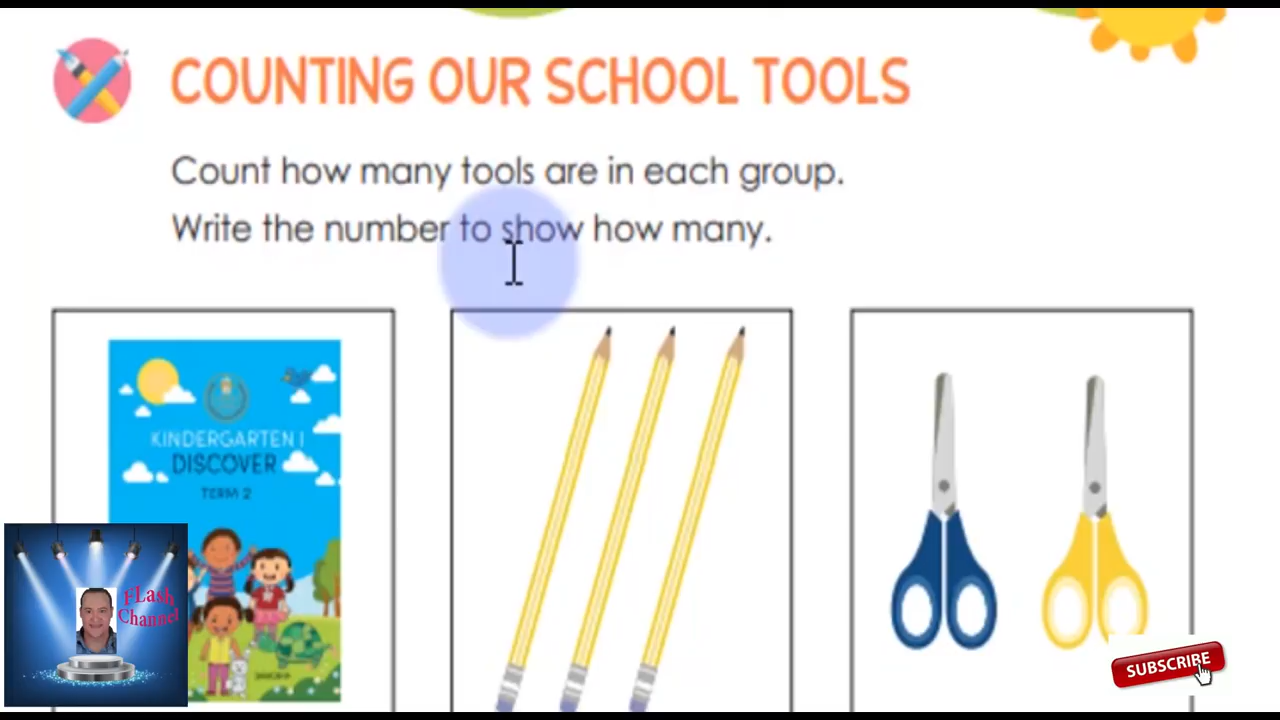 COUNTING OUR SCHOOL TOOLS
Count how many tools are in each group.
Write the number to show how many.
KINDERGARTEN I
DISCOVER
TERM 2
FLash
Channel
SUBSCRIBE